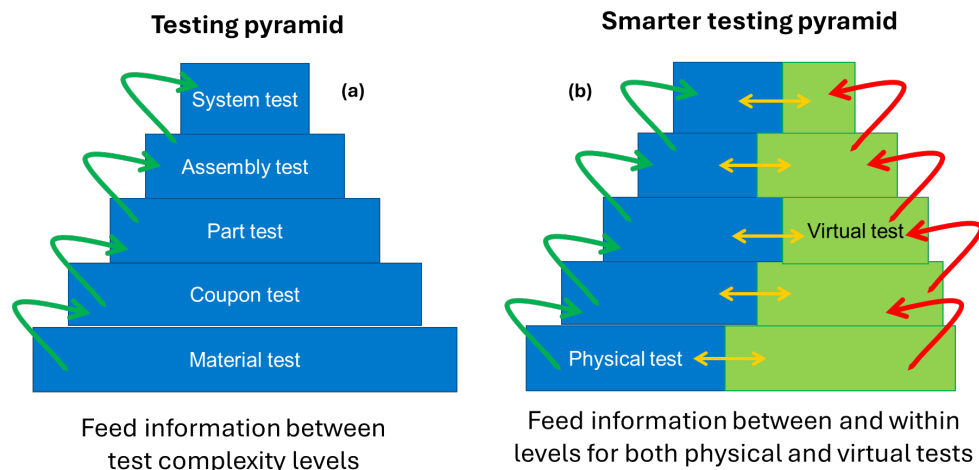 Testing pyramid
(a)
System test
Assembly test
Part test
Coupon test
Material test
Feed information between
test complexity levels
Smarter testing pyramid
(b)
Virtual test
Physical test
Feed information between and within
levels for both physical and virtual tests